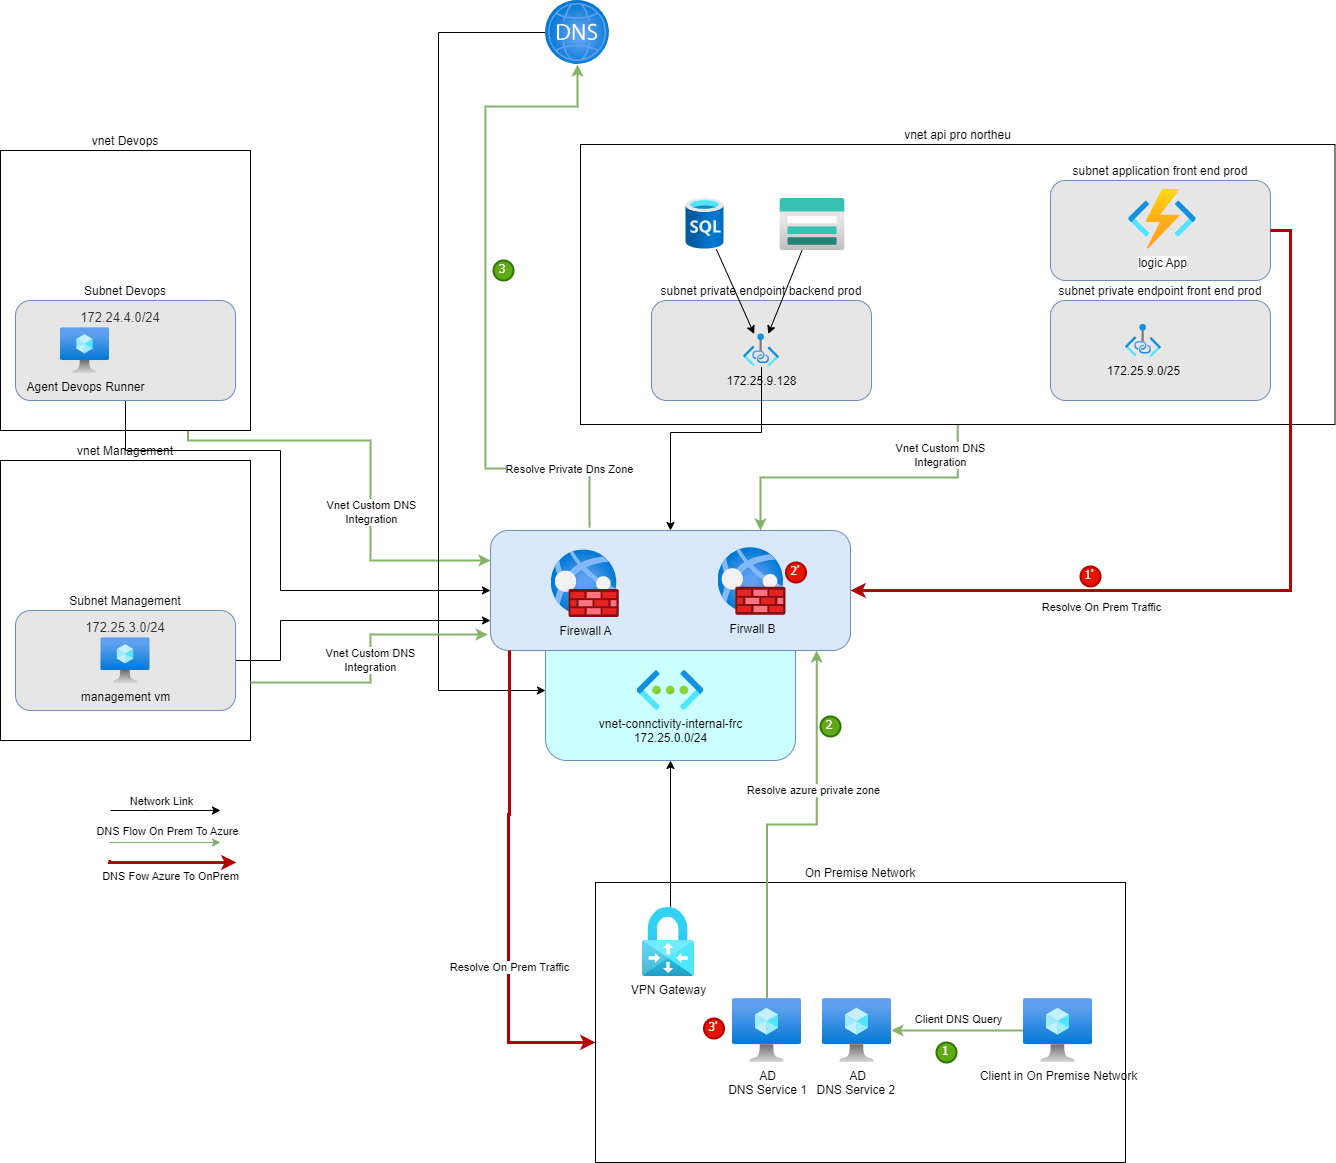 DNS
vnet Devops
vnet api pro northeu
subnet application front end prod
SQL
logic App
3
Subnet Devops
172.24.4.0/24
Agent Devops Runner
subnet private endpoint backend prod
172.25.9.128
subnet private endpoint front end prod
172.25.9.0/25
vnet Management
Vnet Custom DNS
Integration
Resolve Private Dns Zone
Vnet Custom DNS
Integration
Firewall A
2'
Firwall B
1'
Resolve On Prem Traffic
Subnet Management
172.25.3.0/24
management vm
Vnet Custom DNS
Integration
vnet-connctivity-internal-frc
172.25.0.0/24
2
Resolve azure private zone
Network Link
DNS Flow On Prem To Azure
DNS Fow Azure To OnPrem
On Premise Network
Resolve On Prem Traffic
VPN Gateway
3'
AD
DNS Service 1
AD
DNS Service 2
Client DNS Query
1
Client in On Premise Network